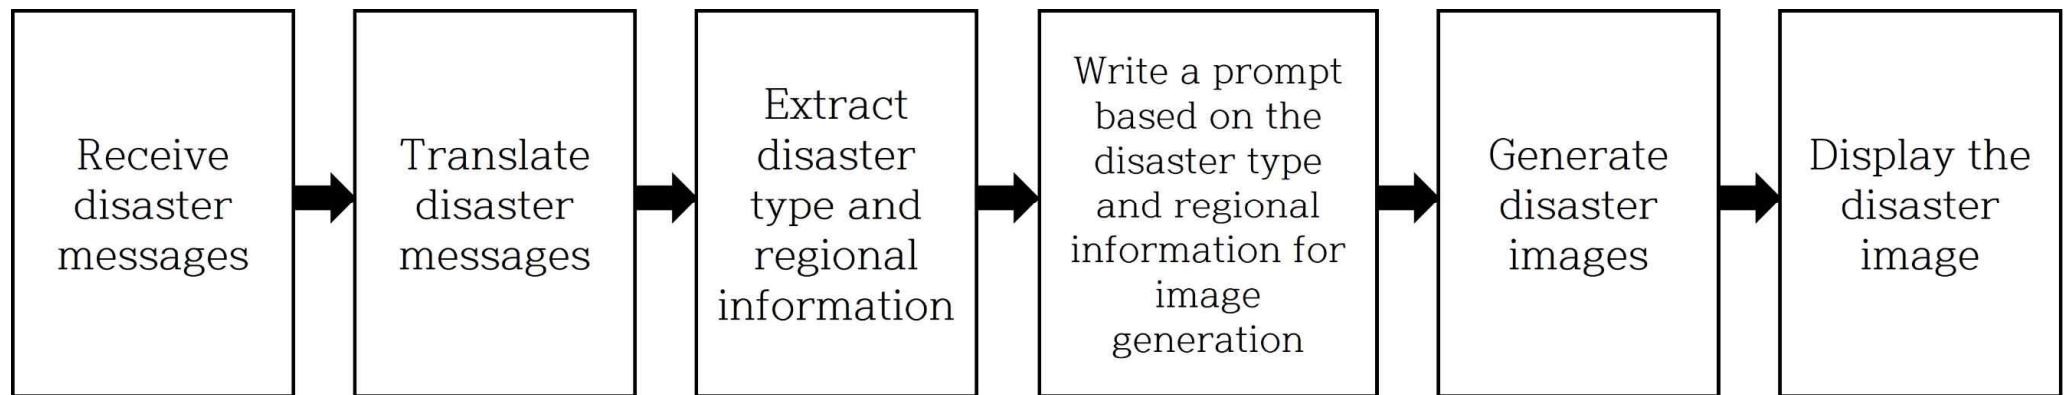 Receive
disaster
messages
Translate
disaster
messages
Extract
disaster
type and
regional
information
Write a prompt
based on the
disaster type
and regional
information for
image
generation
Generate
disaster
images
Display the
disaster
image